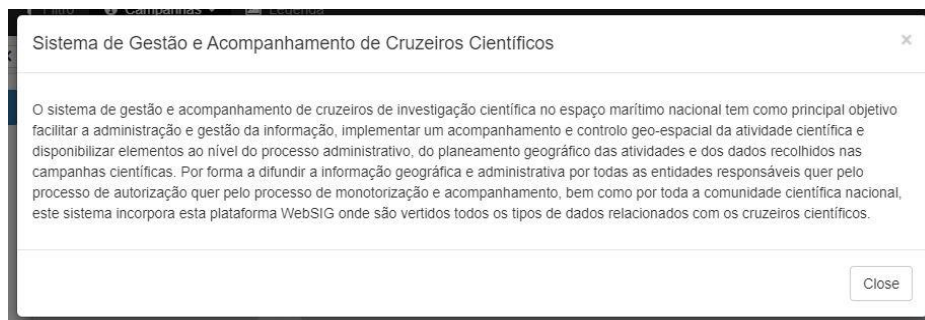 Filtro Campanhas Legenda
Sistema de Gestão e Acompanhamento de Cruzeiros Científicos ×
O sistema de gestão e acompanhamento de cruzeiros de investigação científica no espaço marítimo nacional tem como principal objetivo
facilitar a administração e gestão da informação, implementar um acompanhamento e controlo geo-espacial da atividade científica e
disponibilizar elementos ao nível do processo administrativo, do planeamento geográfico das atividades e dos dados recolhidos nas
campanhas científicas. Por forma a difundir a informação geográfica e administrativa por todas as entidades responsáveis quer pelo
processo de autorização quer pelo processo de monotorização e acompanhamento, bem como por toda a comunidade científica nacional,
este sistema incorpora esta plataforma WebSIG onde são vertidos todos os tipos de dados relacionados com os cruzeiros científicos.
Close